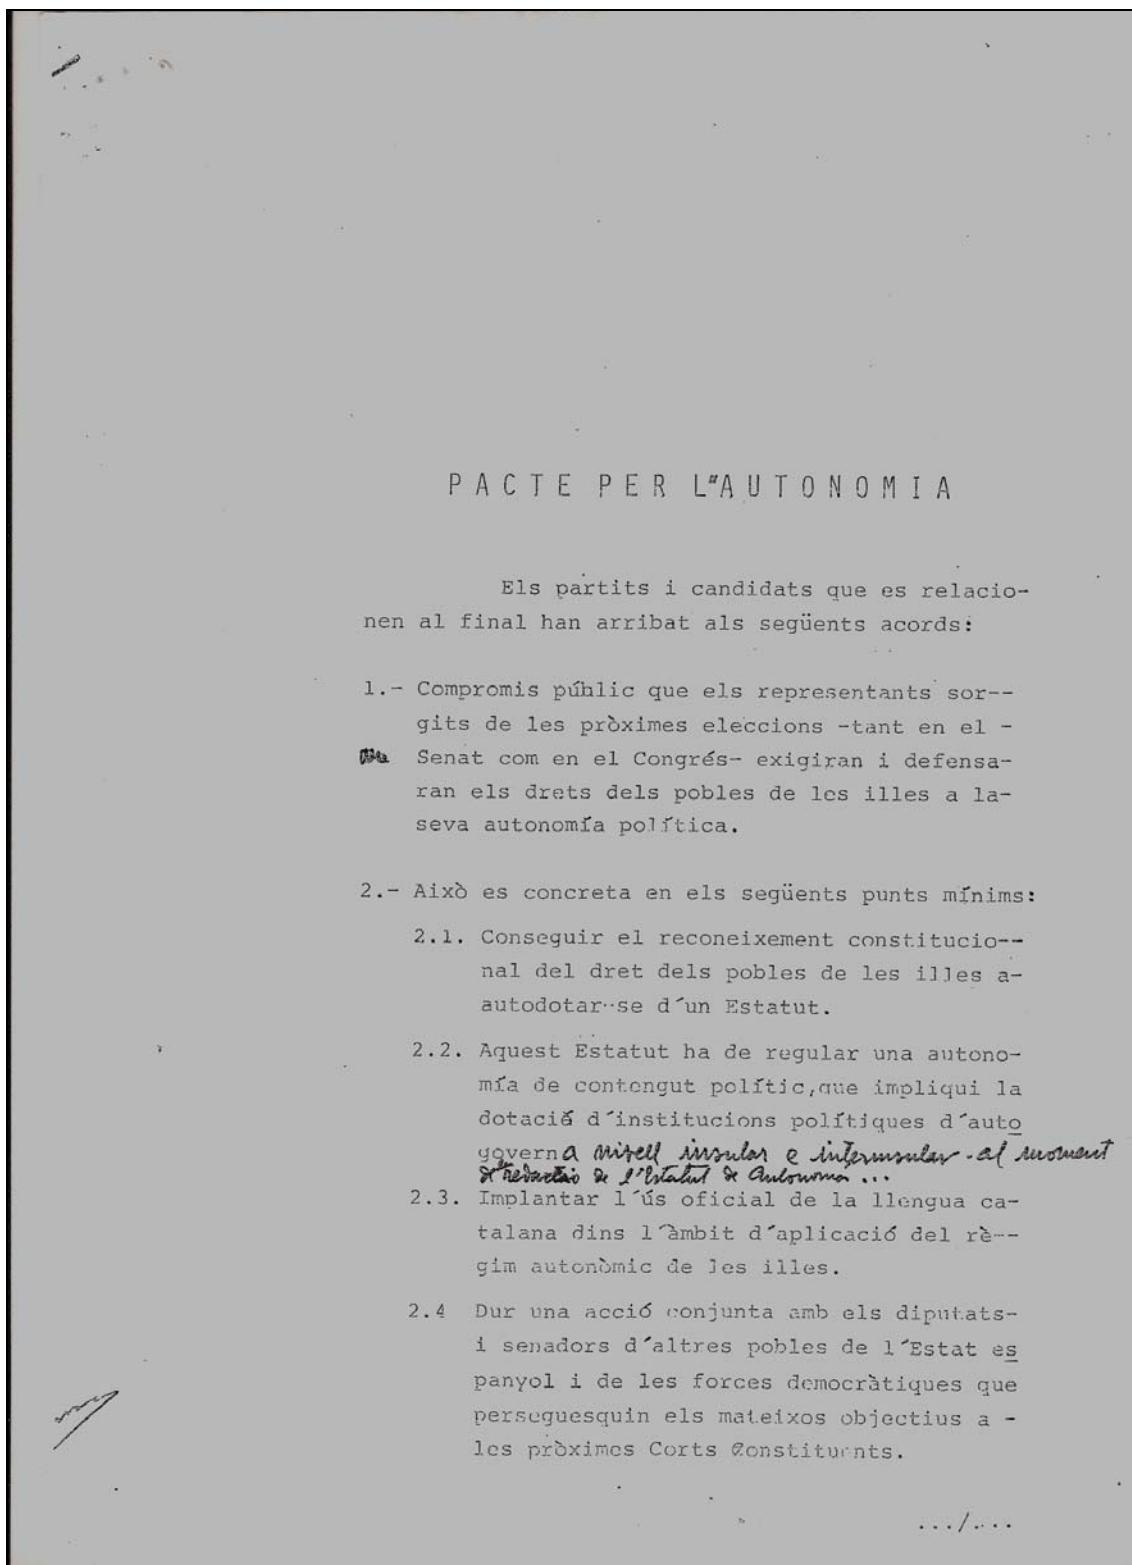 PACTE PER L"AUTONOMIA
Els partits i candidats que es relacio-
nen al final han arribat als següents acords:
1.- Compromis públic que els representants sor--
gits de les pròximes eleccions -tant en el -
Senat com en el Congrés- exigiran i defensa-
ran els drets dels pobles de les illes a la-
seva autonomía política.
2.- Això es concreta en els següents punts mínims:
2.1. Conseguir el reconeixement constitucio--
nal del dret dels pobles de les illes a-
autodotar-se d´un Estatut.
2.2. Aquest Estatut ha de regular una autono-
mía de contengut polític,que impliqui la
dotació d´institucions polítiques d´auto
govern a nivell insular e interinsular - al moment
de la redactio de l'Estatut de Autonomia ...
2.3. Implantar l´ús oficial de la llengua ca-
talana dins l´àmbit d´aplicació del rè--
gim autonòmic de les illes.
2.4 Dur una acció conjunta amb els diputats-
i senadors d´altres pobles de l´Estat es
panyol i de les forces democràtiques que
perseguesquin els mateixos objectius a -
les pròximes Corts Constituents.
.../...